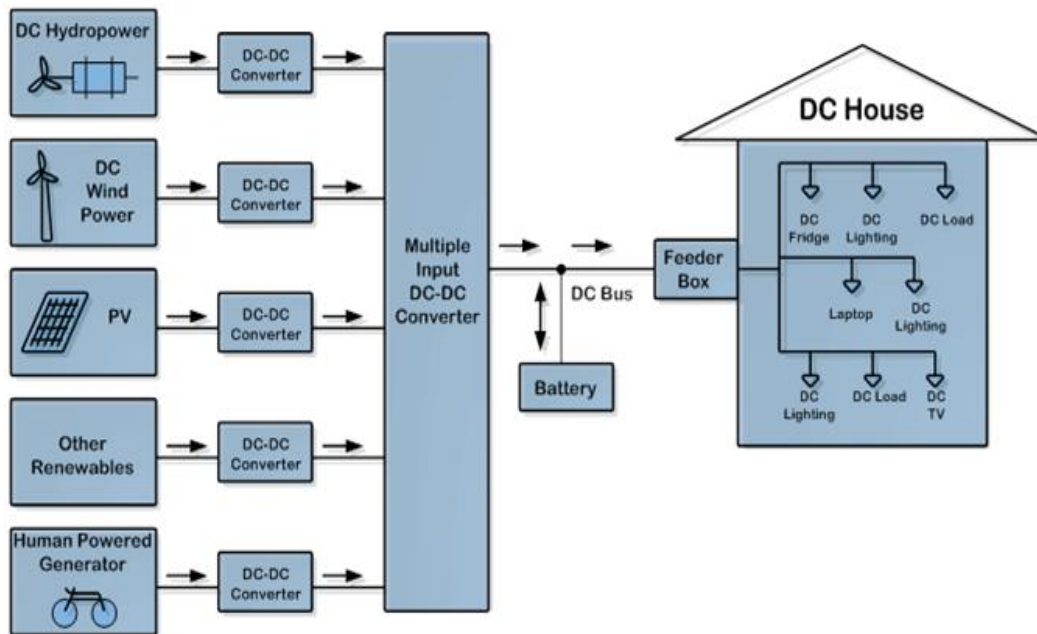 DC Hydropower
DC-DC
Converter
DC
Wind
Power
DC-DC
Converter
PV
DC-DC
Converter
Other
Renewables
DC-DC
Converter
Human Powered
Generator
DC-DC
Converter
Multiple
Input
DC-DC
Converter
DC Bus
Battery
Feeder
Box
DC House
DC
Fridge
DC
Lighting
DC Load
Laptop
DC
Lighting
DC
Lighting
DC Load
DC
TV